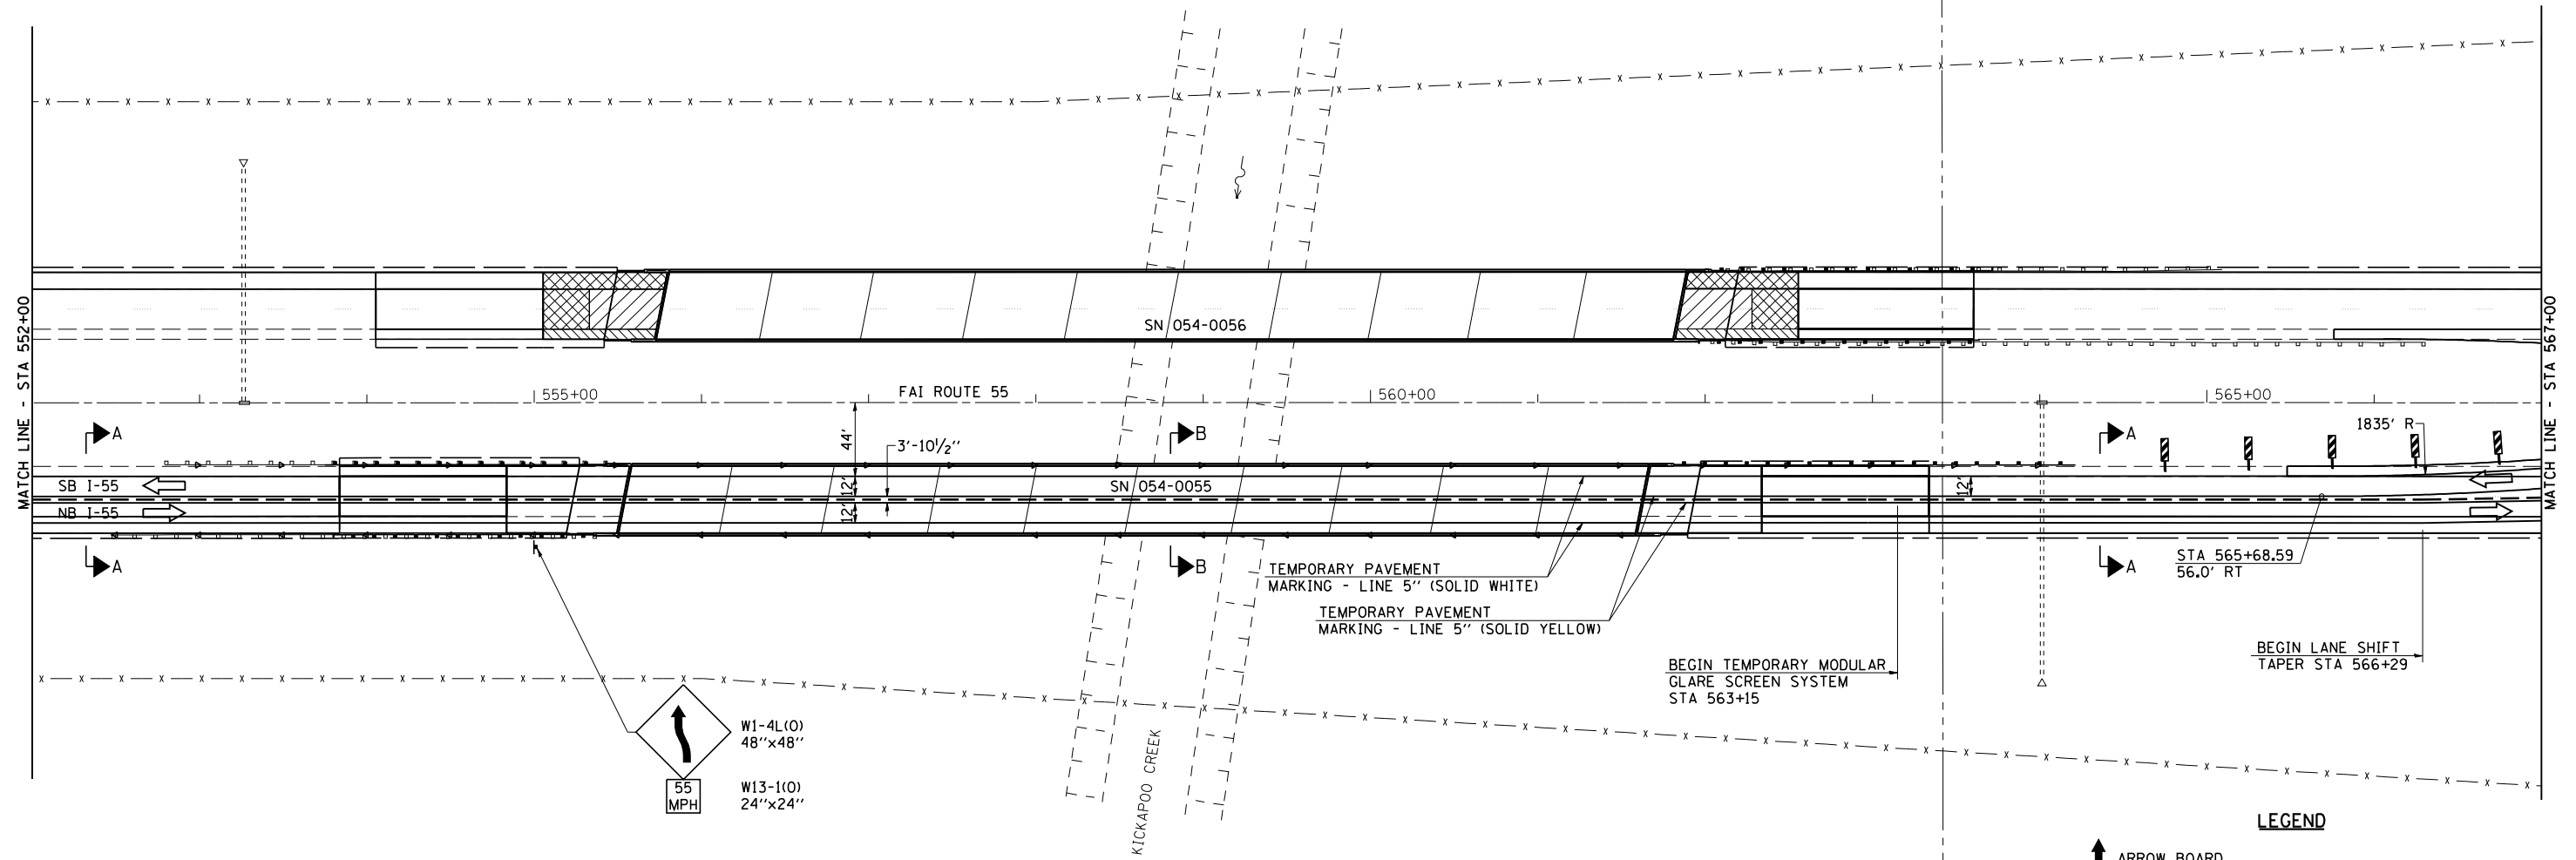 MATCH LINE - STA 552+00
MATCH LINE - STA 567+00
SN 054-0056
555+00
FAI ROUTE 55
560+00
565+00
A
44'
3'-10½"
B
A
1835' R
SB I-55
12'
SN 054-0055
12'
NB I-55
12'
A
B
A
STA 565+68.59
56.0' RT
TEMPORARY PAVEMENT
MARKING - LINE 5" (SOLID WHITE)
TEMPORARY PAVEMENT
MARKING - LINE 5" (SOLID YELLOW)
BEGIN TEMPORARY MODULAR
GLARE SCREEN SYSTEM
STA 563+15
BEGIN LANE SHIFT
TAPER STA 566+29
W1-4L(O)
48"x48"
55
MPH
W13-1(O)
24"x24"
KICKAPOO CREEK
LEGEND
ARROW BOARD